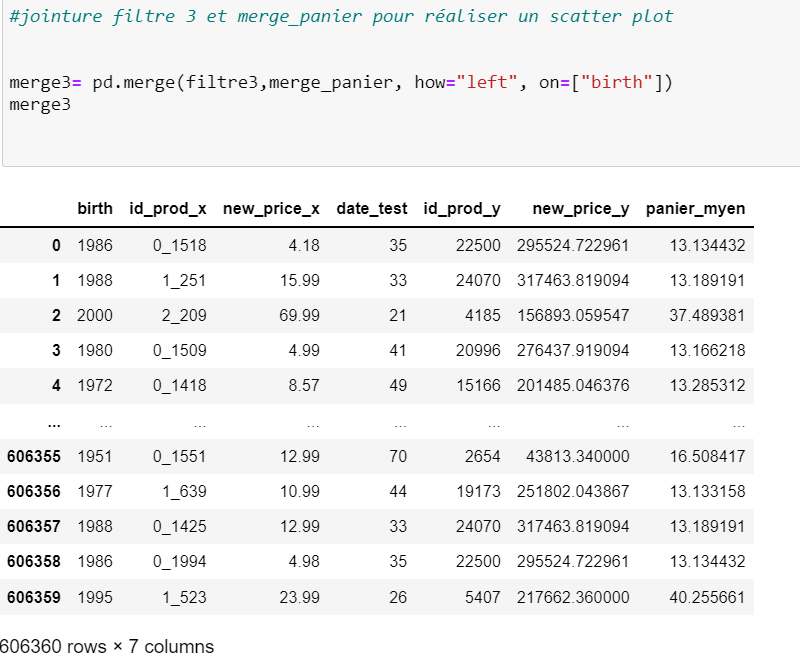 #jointure filtre 3 et merge_panier pour réaliser un scatter plot
merge3= pd.merge(filtre3,merge_panier, how="left", on=["birth"])
merge3
birth id_prod_x new_price_x date_test id_prod_y new_price_y panier_myen
0 1986 0_1518 4.18 35 22500 295524.722961 13.134432
1 1988 1_251 15.99 33 24070 317463.819094 13.189191
2 2000 2_209 69.99 21 4185 156893.059547 37.489381
3 1980 0_1509 4.99 41 20996 276437.919094 13.166218
4 1972 0_1418 8.57 49 15166 201485.046376 13.285312
... ... ... ... ... ... ... ...
606355 1951 0_1551 12.99 70 2654 43813.340000 16.508417
606356 1977 1_639 10.99 44 19173 251802.043867 13.133158
606357 1988 0_1425 12.99 33 24070 317463.819094 13.189191
606358 1986 0_1994 4.98 35 22500 295524.722961 13.134432
606359 1995 1_523 23.99 26 5407 217662.360000 40.255661
606360 rows × 7 columns